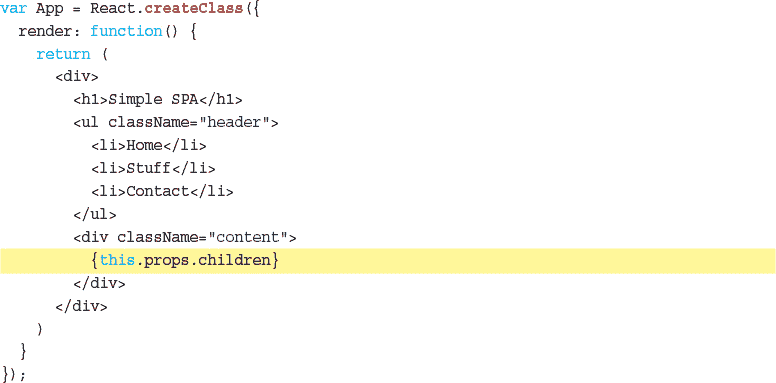 var App = React.createClass({
  render: function() {
    return (
      <div>
        <h1>Simple SPA</h1>
        <ul className="header">
          <li>Home</li>
          <li>Stuff</li>
          <li>Contact</li>
        </ul>
        <div className="content">
          {this.props.children}
        </div>
      </div>
    )
  }
});